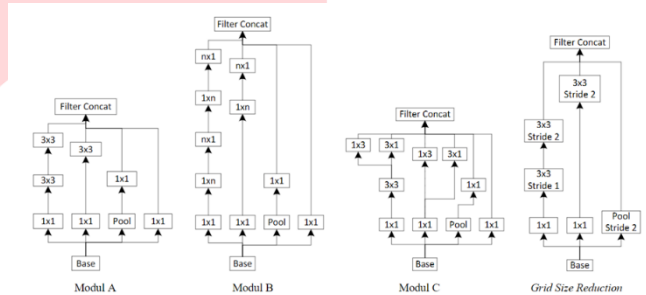 Filter Concat
3x3
3x3
3x3
1x1
1x1
1x1
Pool
1x1
Base
Modul A
Filter Concat
nx1
nx1
1xn
1xn
nx1
1xn
1x1
1x1
1x1
Pool
1x1
Base
Modul B
Filter Concat
1x3
3x1
1x3
3x1
3x3
1x1
1x1
1x1
Pool
1x1
Base
Modul C
Filter Concat
3x3
Stride 2
3x3
Stride 2
3x3
Stride 1
1x1
1x1
Pool
Stride 2
Base
Grid Size Reduction